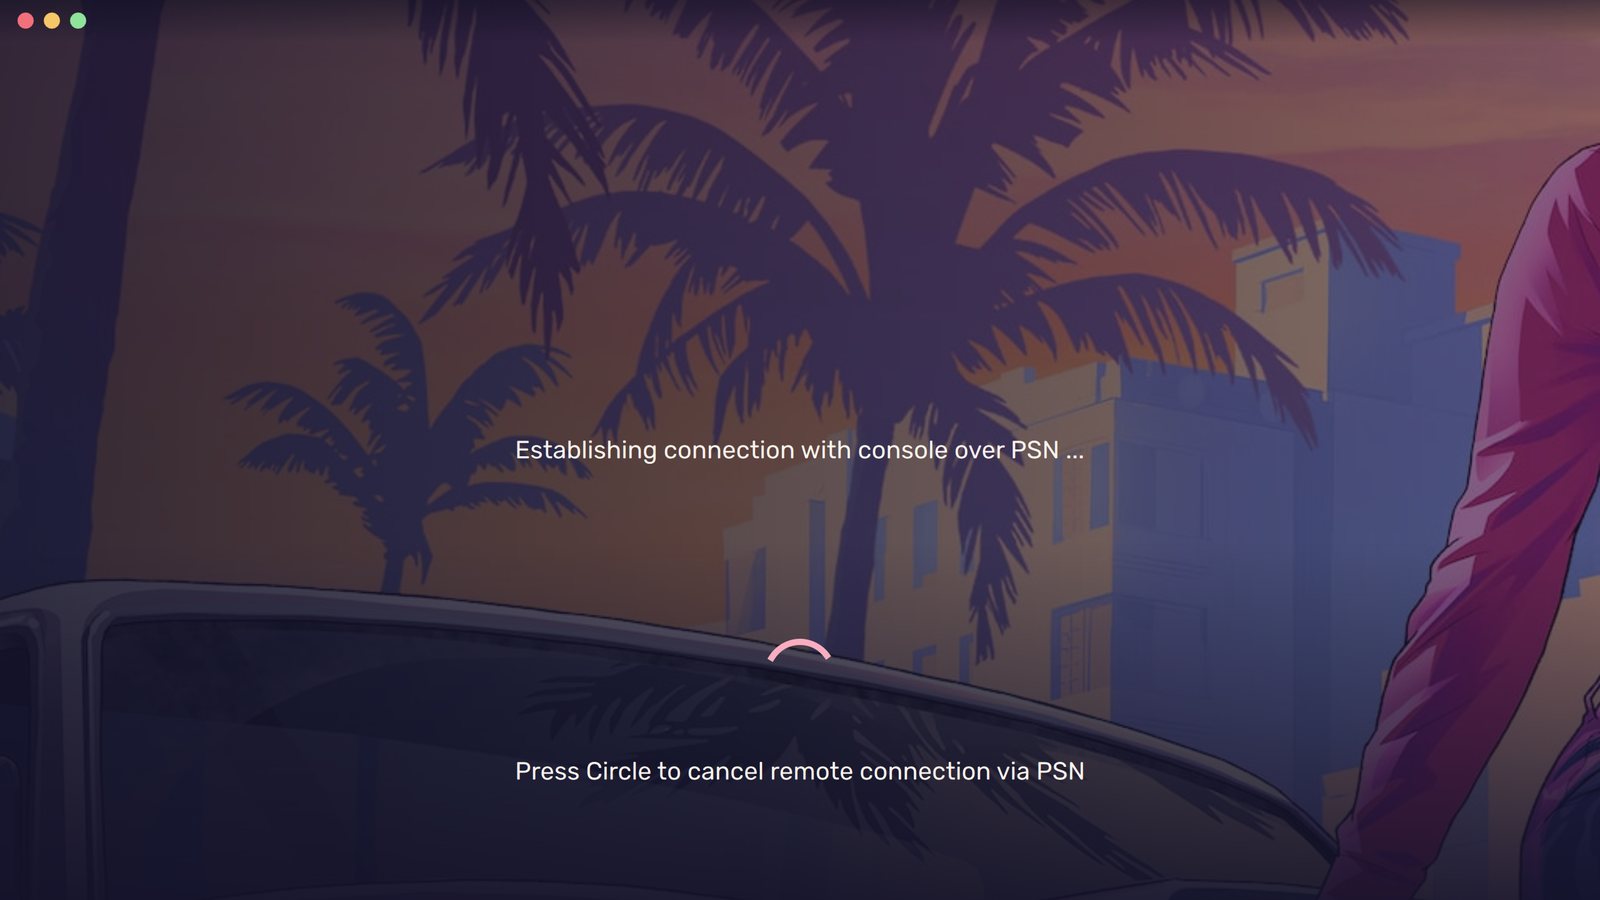 Establishing connection with console over PSN ...
Press Circle to cancel remote connection via PSN